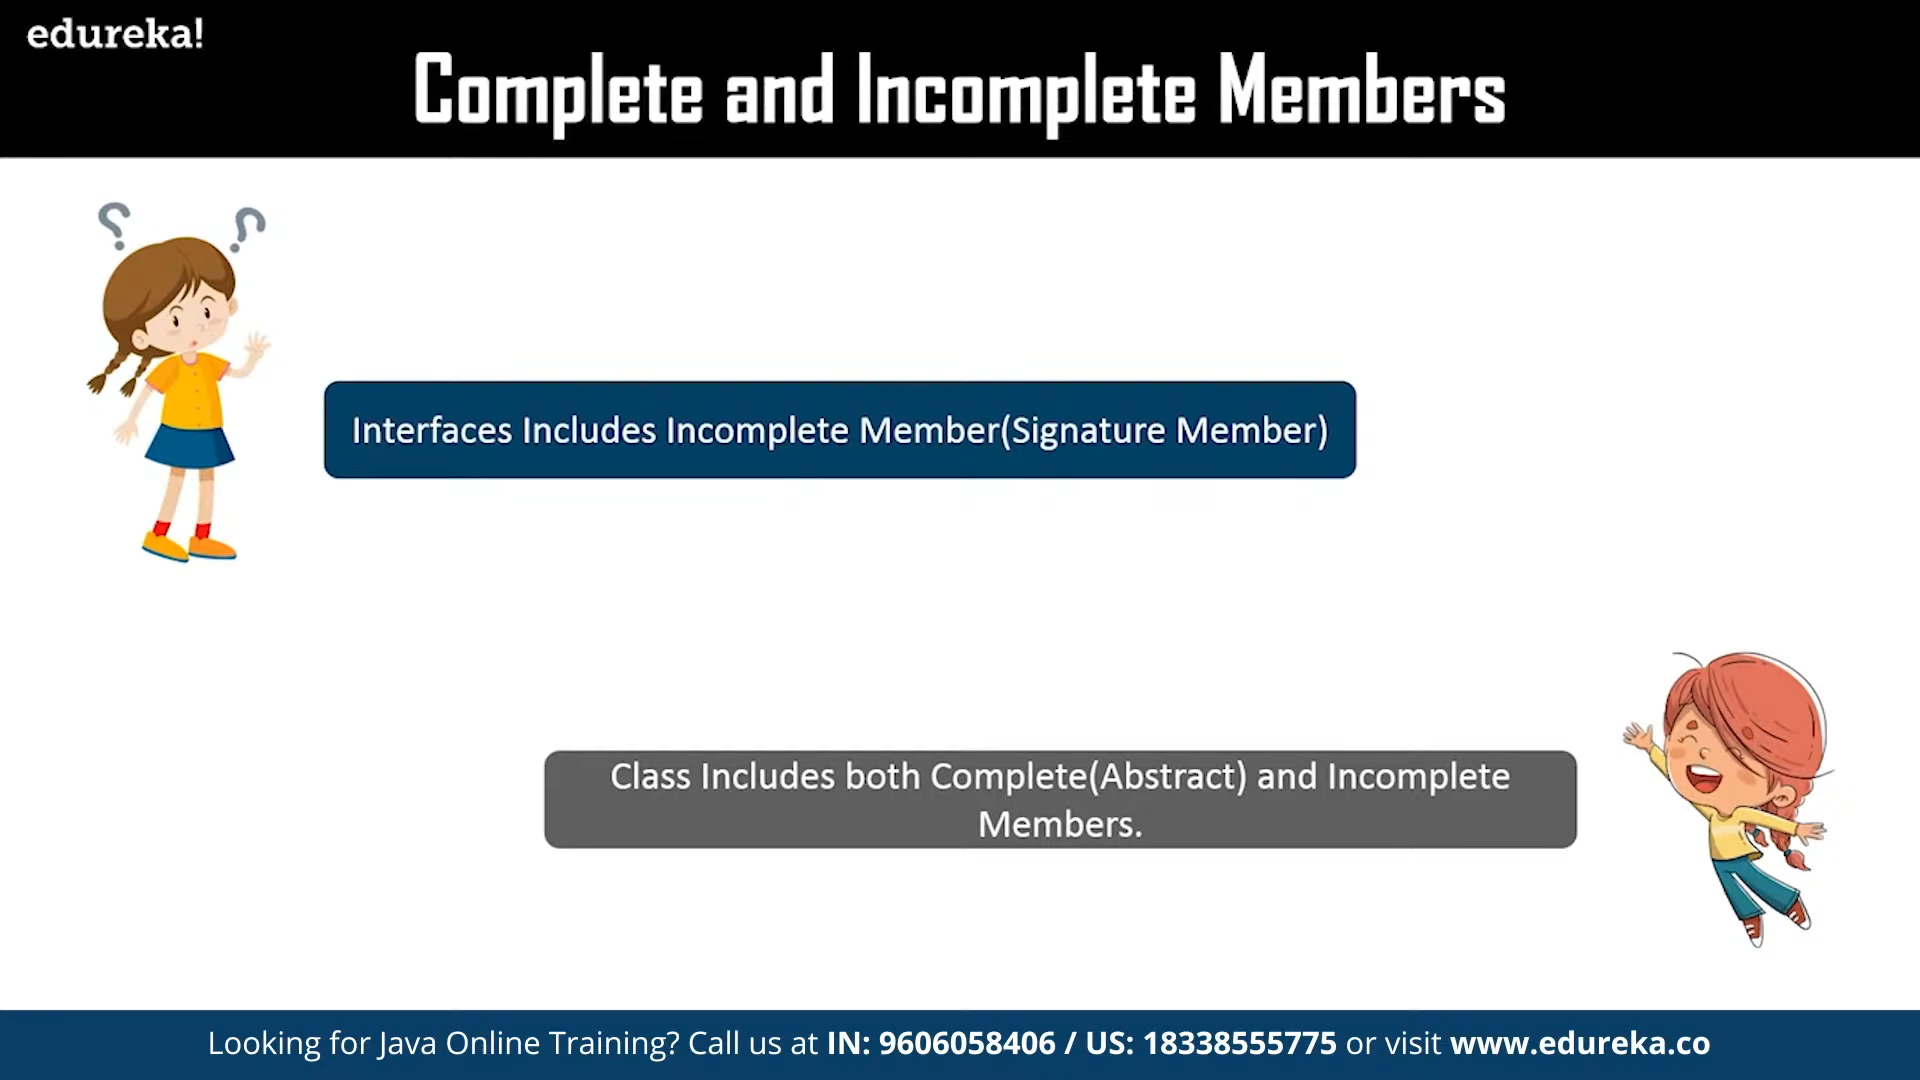 edureka!
Complete and Incomplete Members
Interfaces Includes Incomplete Member(Signature Member)
Class Includes both Complete(Abstract) and Incomplete
Members.
Looking for Java Online Training? Call us at IN: 9606058406 / US: 18338555775 or visit www.edureka.co